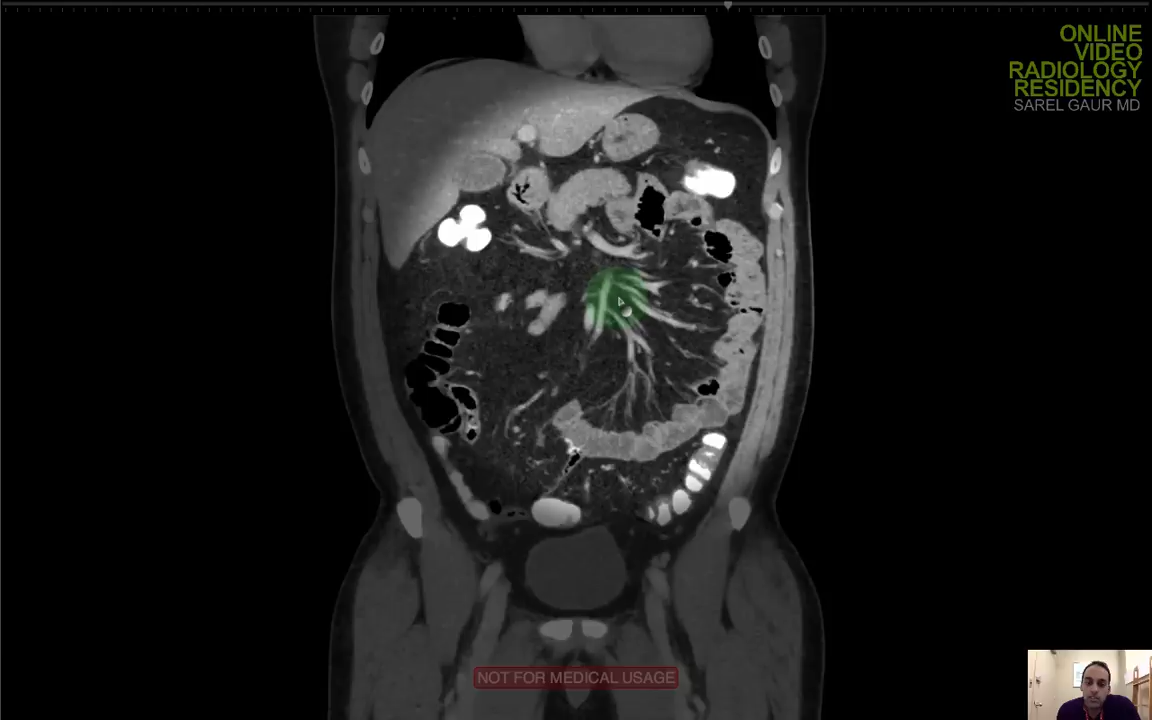 ONLINE
VIDEO
RADIOLOGY
RESIDENCY
SAREL GAUR MD
NOT FOR MEDICAL USAGE